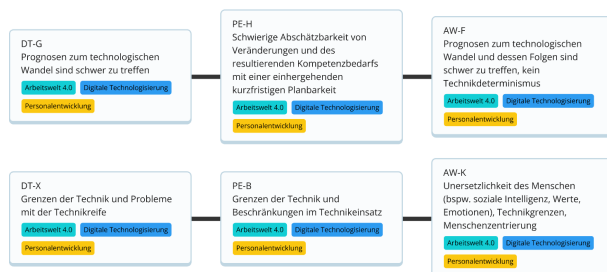 DT-G
Prognosen zum technologischen
Wandel sind schwer zu treffen
Arbeitswelt 4.0 Digitale Technologisierung
Personalentwicklung
PE-H
Schwierige Abschätzbarkeit von
Veränderungen und des
resultierenden Kompetenzbedarfs
mit einer einhergehenden
kurzfristigen Planbarkeit
Arbeitswelt 4.0 Digitale Technologisierung
Personalentwicklung
AW-F
Prognosen zum technologischen
Wandel und dessen Folgen sind
schwer zu treffen, kein
Technikdeterminismus
Arbeitswelt 4.0 Digitale Technologisierung
Personalentwicklung
DT-X
Grenzen der Technik und Probleme
mit der Technikreife
Arbeitswelt 4.0 Digitale Technologisierung
Personalentwicklung
PE-B
Grenzen der Technik und
Beschränkungen im Technikeinsatz
Arbeitswelt 4.0 Digitale Technologisierung
Personalentwicklung
AW-K
Unersetzlichkeit des Menschen
(bspw. soziale Intelligenz, Werte,
Emotionen), Technikgrenzen,
Menschenzentrierung
Arbeitswelt 4.0 Digitale Technologisierung
Personalentwicklung